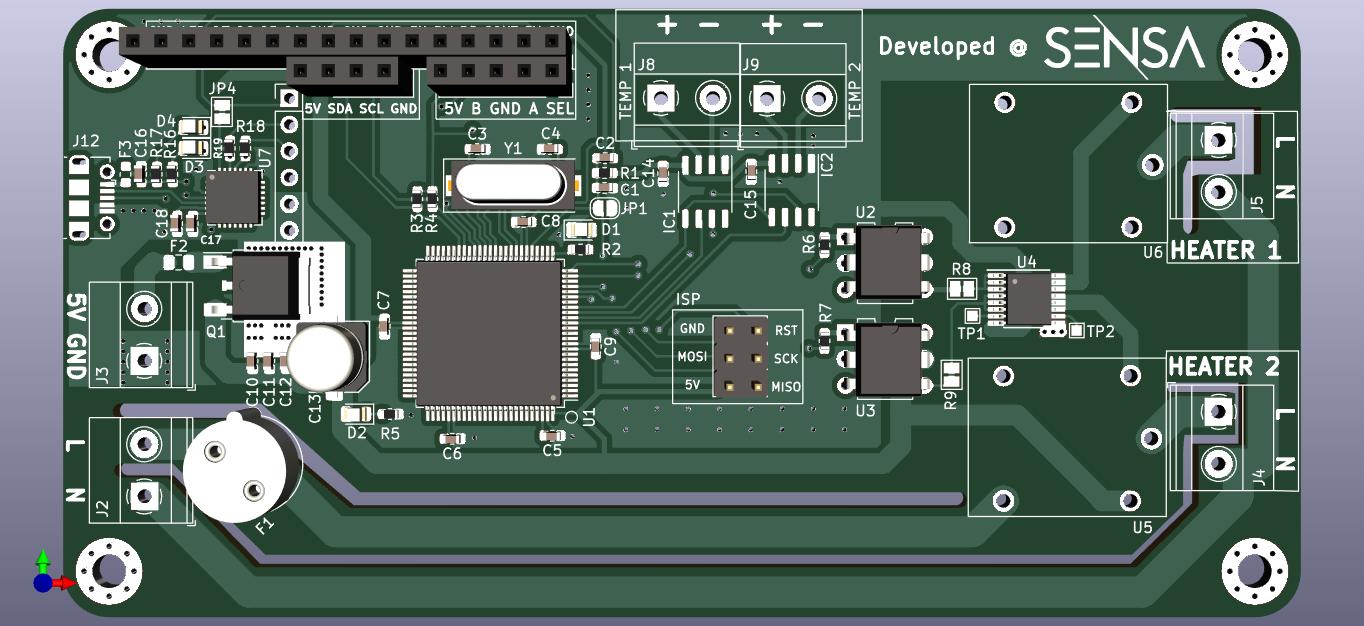 + − + −
Developed @ SENSA
J8 J9
TEMP 1
TEMP 2
5V SDA SCL GND
5V B GND A SEL
JP4
D4
D3
R19
R18
U7
J12
F3
C16
R17
R16
C18
C17
F2
C3
Y1
C4
C2
R1
C1
JP1
C14
C15
IC1
IC2
R3
R4
C8
D1
R2
U2
R6
L
N
J5
U6
HEATER 1
R8
U4
TP1
TP2
5V GND
J3
Q1
C10
C11
C12
C13
C7
C9
ISP
GND RST
MOSI SCK
5V MISO
R7
U3
R9
HEATER 2
L
N
J4
U5
D2
R5
C6
C5
U1
L
N
J2
F1